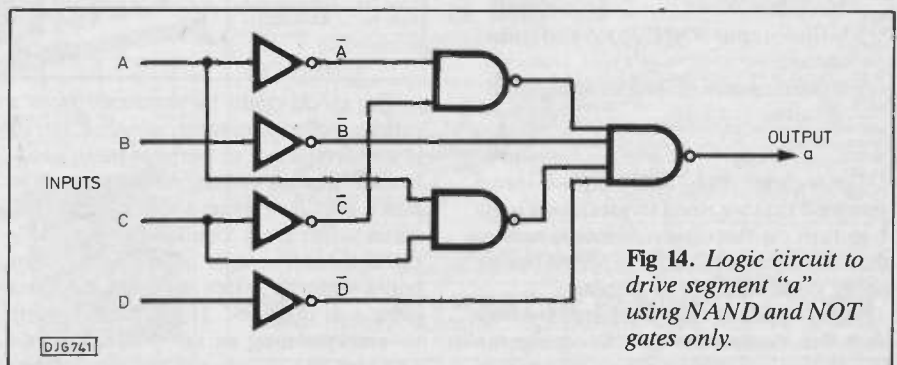 A
A̅
B
B̅
INPUTS
C
C̅
D
D̅
OUTPUT
a
Fig 14. Logic circuit to
drive segment “a”
using NAND and NOT
gates only.
DJG741